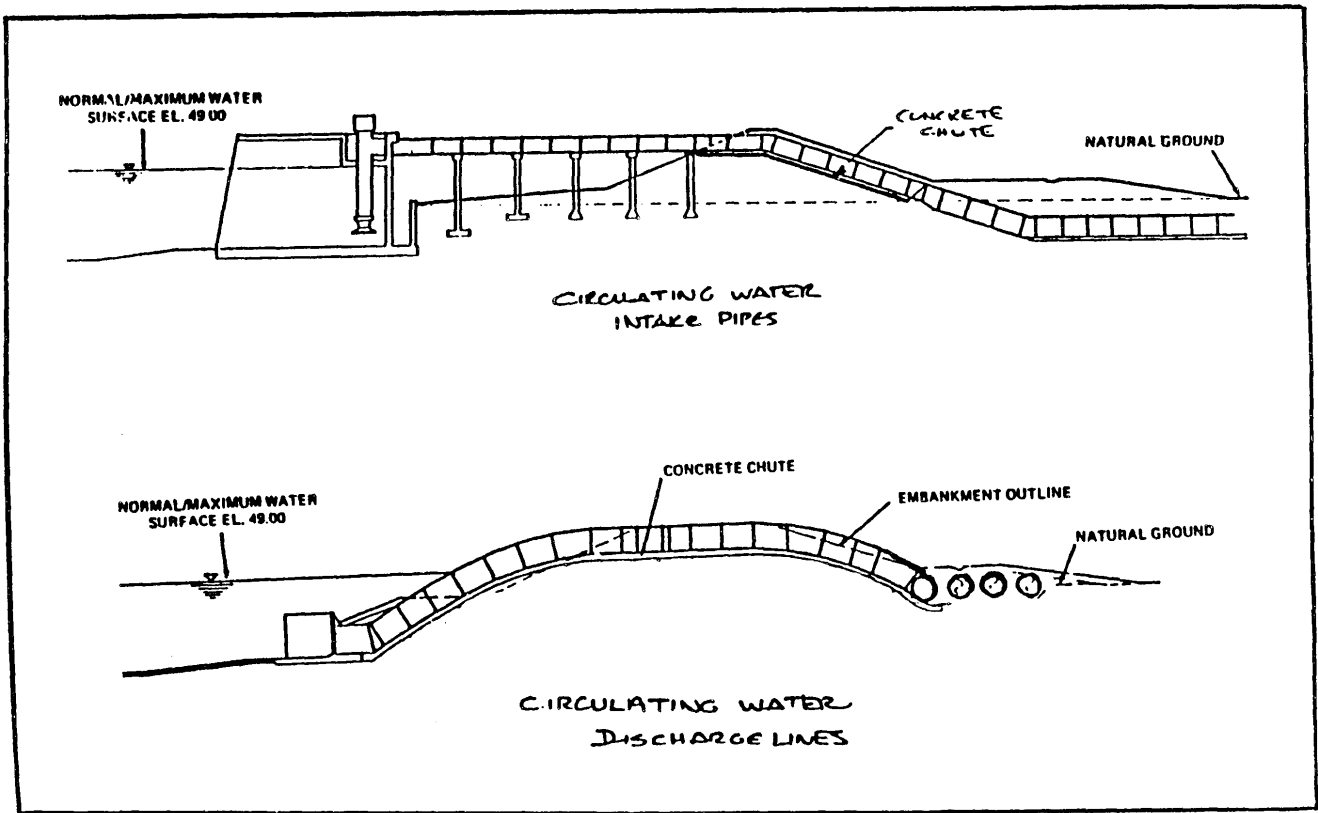 NORMAL/MAXIMUM WATER
SURFACE EL. 49.00
CONCRETE
CHUTE
NATURAL GROUND
CIRCULATING WATER
INTAKE PIPES
CONCRETE CHUTE
NORMAL/MAXIMUM WATER
SURFACE EL. 49.00
EMBANKMENT OUTLINE
NATURAL GROUND
CIRCULATING WATER
DISCHARGE LINES